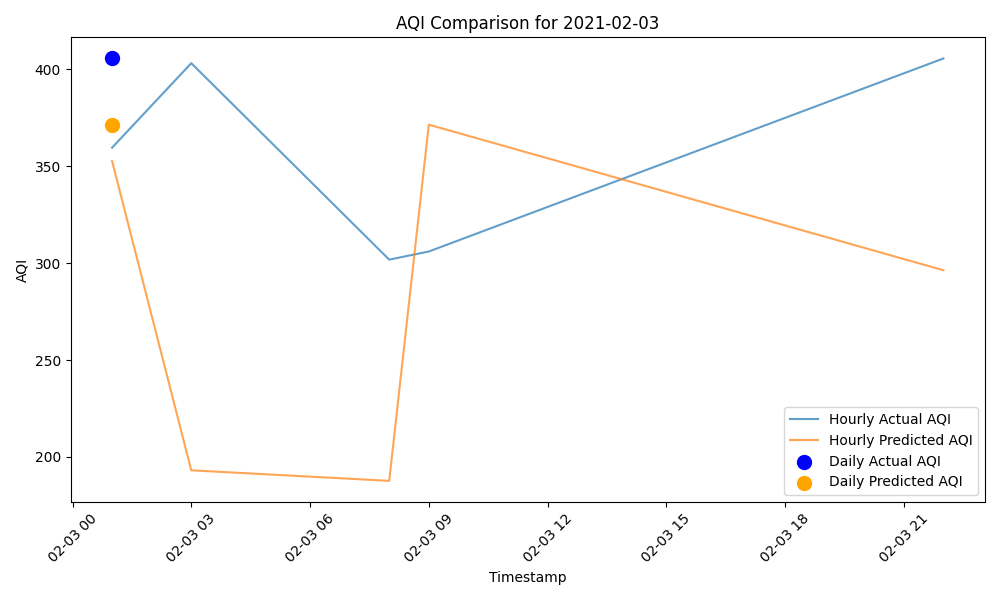 AQI Comparison for 2021-02-03
AQI
400
350
300
250
200
02-03 00
02-03 03
02-03 06
02-03 09
02-03 12
02-03 15
02-03 18
02-03 21
Timestamp
Hourly Actual AQI
Hourly Predicted AQI
Daily Actual AQI
Daily Predicted AQI